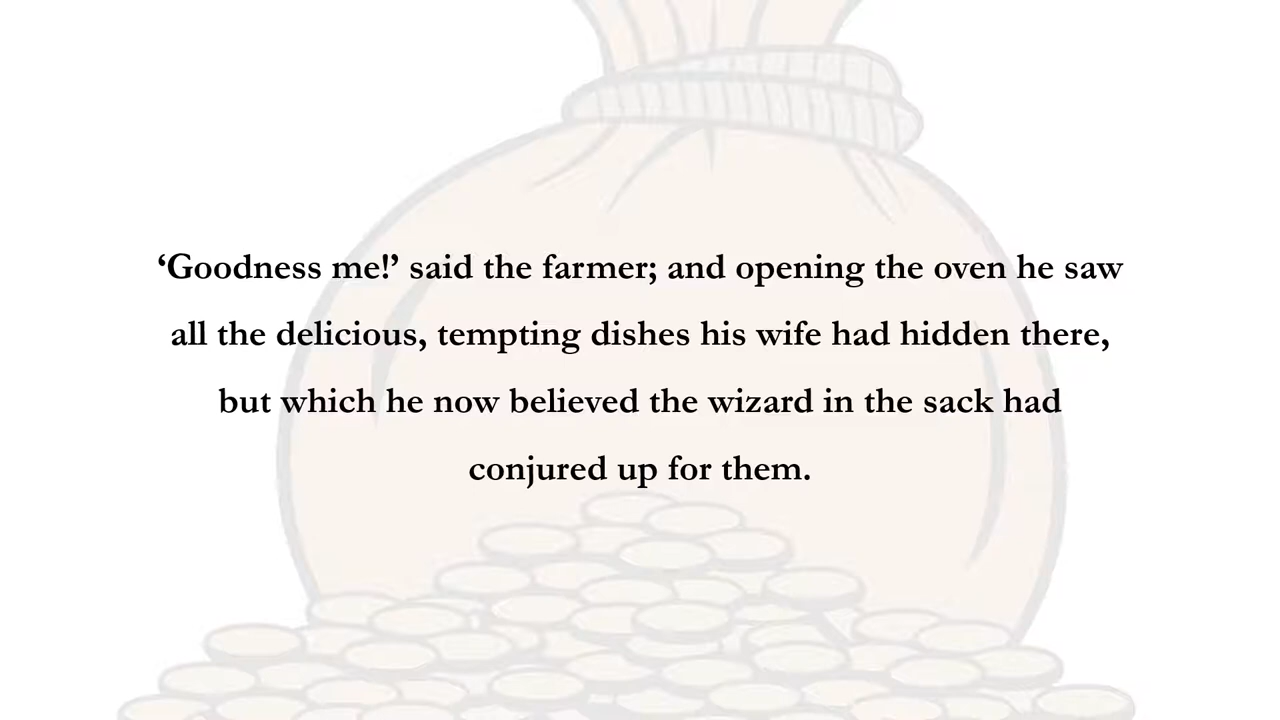 ‘Goodness me!’ said the farmer; and opening the oven he saw
all the delicious, tempting dishes his wife had hidden there,
but which he now believed the wizard in the sack had
conjured up for them.